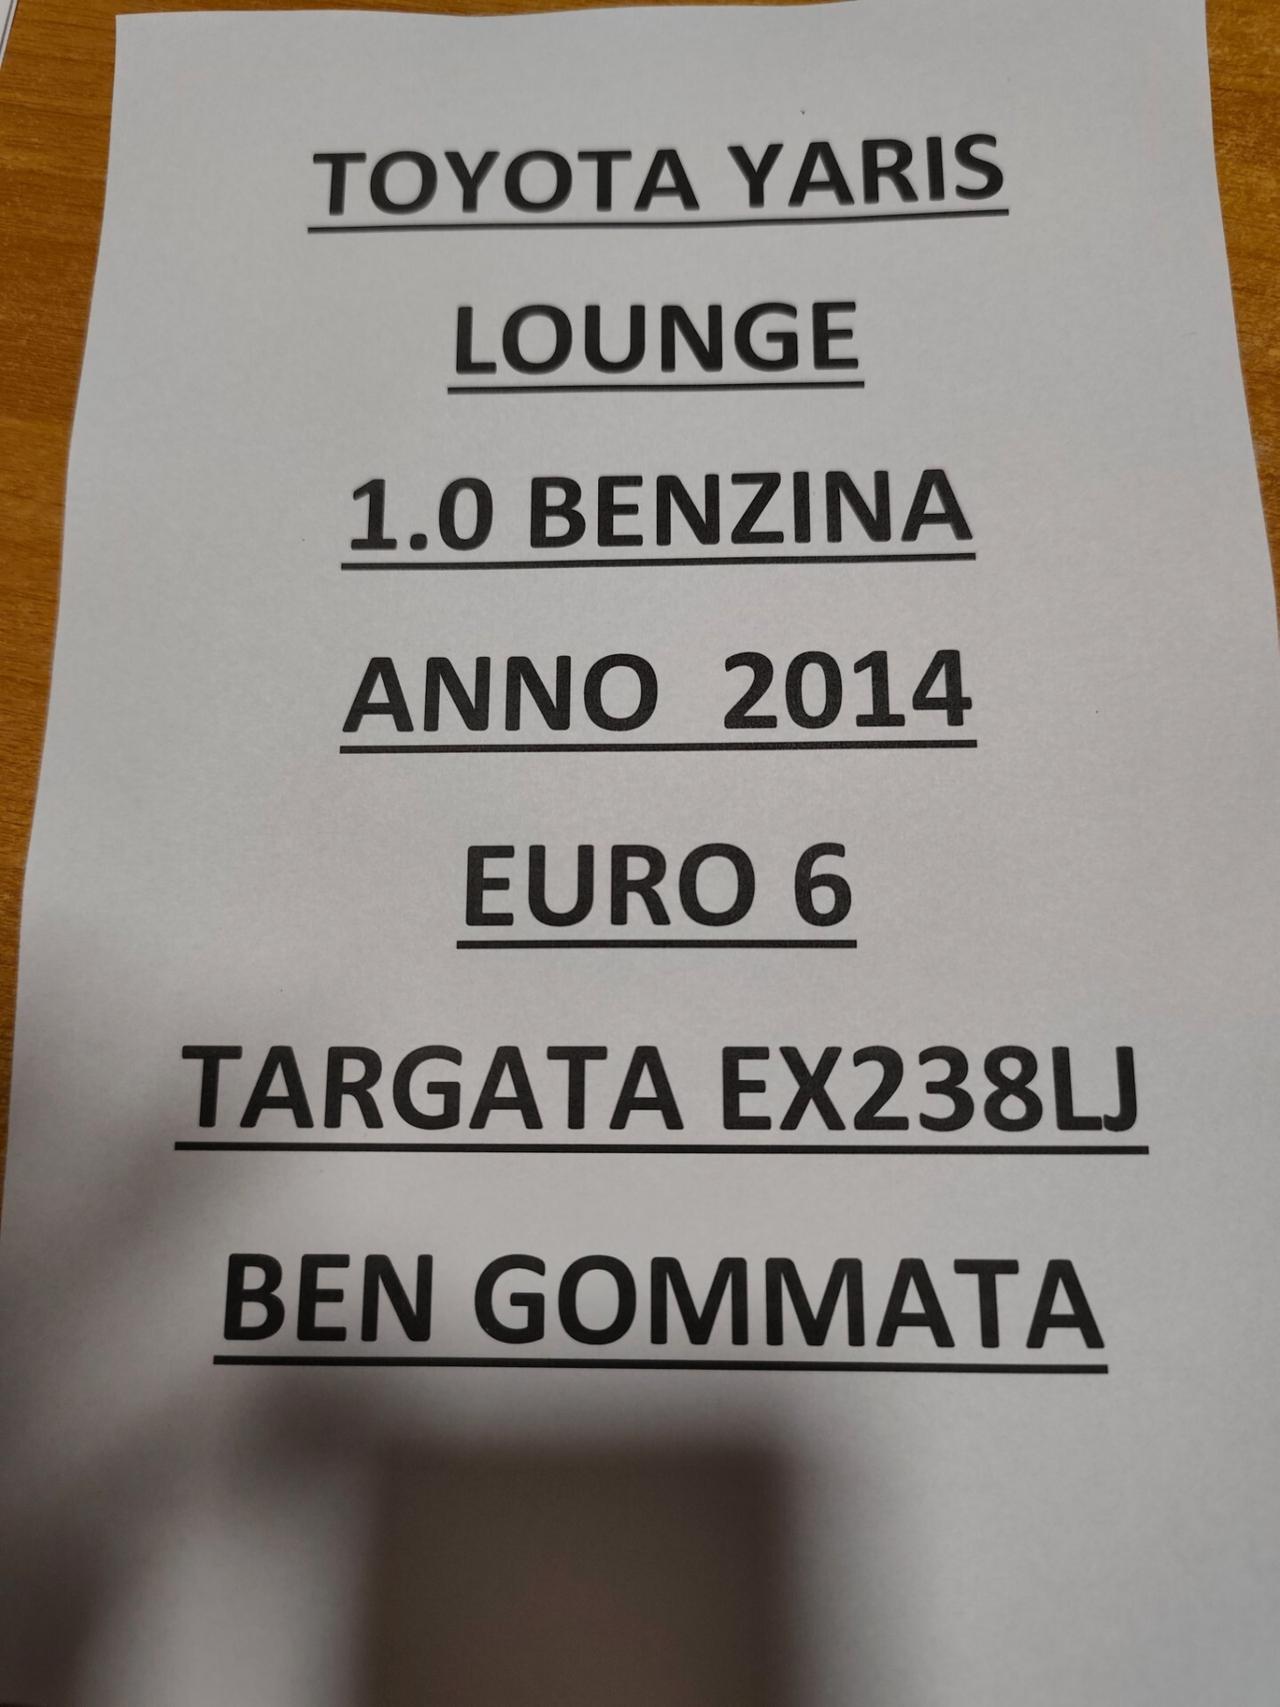 TOYOTA YARIS
LOUNGE
1.0 BENZINA
ANNO  2014
EURO 6
TARGATA EX238LJ
BEN GOMMATA